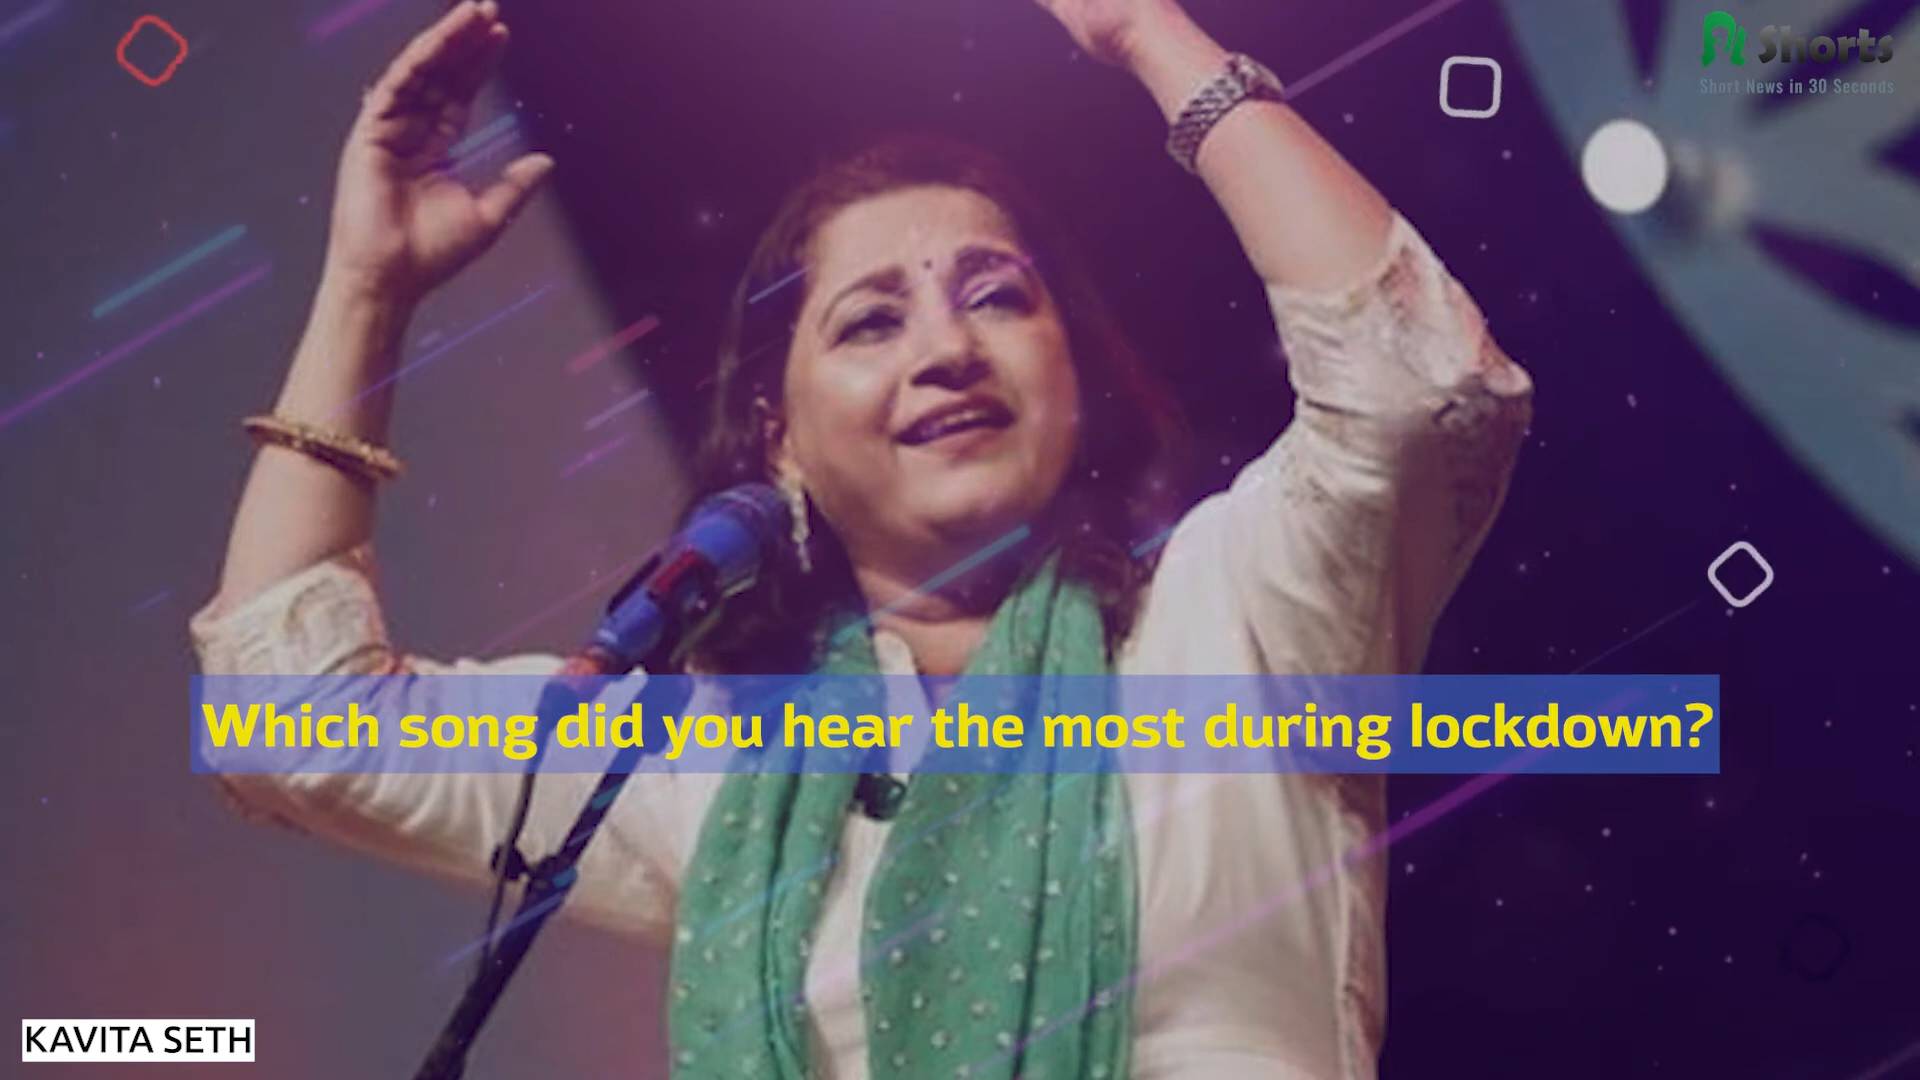 Shorts
Short News in 30 Seconds
Which song did you hear the most during lockdown?
KAVITA SETH